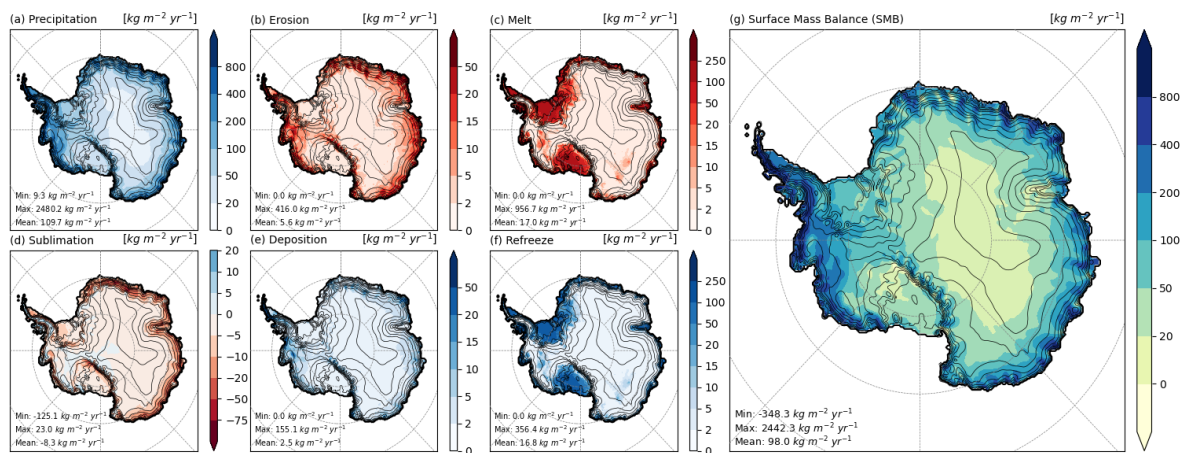 (a) Precipitation [kg m⁻² yr⁻¹]
800
400
200
100
50
20
0
Min: 9.3 kg m⁻² yr⁻¹
Max: 2480.2 kg m⁻² yr⁻¹
Mean: 109.7 kg m⁻² yr⁻¹
(b) Erosion [kg m⁻² yr⁻¹]
50
20
15
10
5
2
0
Min: 0.0 kg m⁻² yr⁻¹
Max: 416.0 kg m⁻² yr⁻¹
Mean: 5.6 kg m⁻² yr⁻¹
(c) Melt [kg m⁻² yr⁻¹]
250
100
50
20
15
10
5
2
0
Min: 0.0 kg m⁻² yr⁻¹
Max: 956.7 kg m⁻² yr⁻¹
Mean: 17.0 kg m⁻² yr⁻¹
(d) Sublimation [kg m⁻² yr⁻¹]
20
15
10
5
0
−5
−10
−20
−50
−75
Min: -125.1 kg m⁻² yr⁻¹
Max: 23.0 kg m⁻² yr⁻¹
Mean: -8.3 kg m⁻² yr⁻¹
(e) Deposition [kg m⁻² yr⁻¹]
50
20
15
10
5
2
0
Min: 0.0 kg m⁻² yr⁻¹
Max: 155.1 kg m⁻² yr⁻¹
Mean: 2.5 kg m⁻² yr⁻¹
(f) Refreeze [kg m⁻² yr⁻¹]
250
100
50
20
15
10
5
2
0
Min: 0.0 kg m⁻² yr⁻¹
Max: 356.4 kg m⁻² yr⁻¹
Mean: 16.8 kg m⁻² yr⁻¹
(g) Surface Mass Balance (SMB) [kg m⁻² yr⁻¹]
800
400
200
100
50
20
0
Min: -348.3 kg m⁻² yr⁻¹
Max: 2442.3 kg m⁻² yr⁻¹
Mean: 98.0 kg m⁻² yr⁻¹